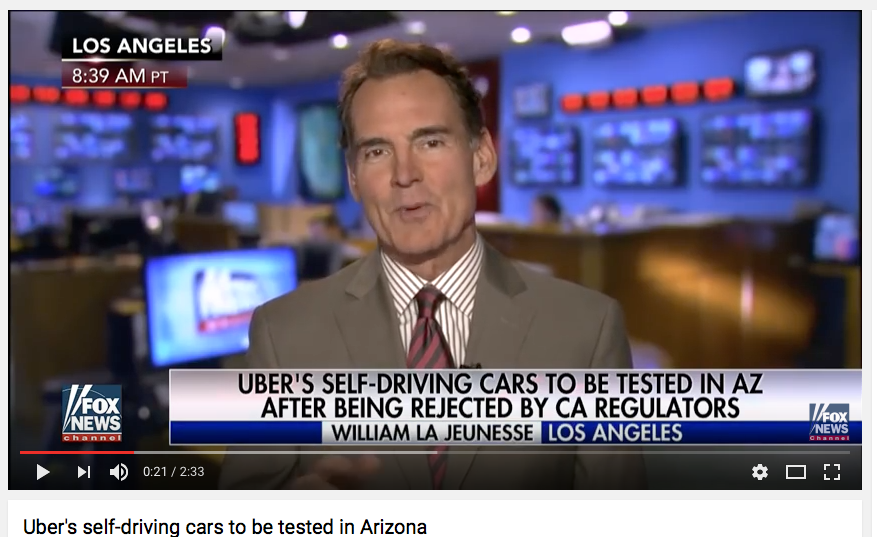 LOS ANGELES
8:39 AM PT
UBER'S SELF-DRIVING CARS TO BE TESTED IN AZ
AFTER BEING REJECTED BY CA REGULATORS
WILLIAM LA JEUNESSE LOS ANGELES
FOX
NEWS
channel
FOX
NEWS
channel
0:21 / 2:33
Uber's self-driving cars to be tested in Arizona